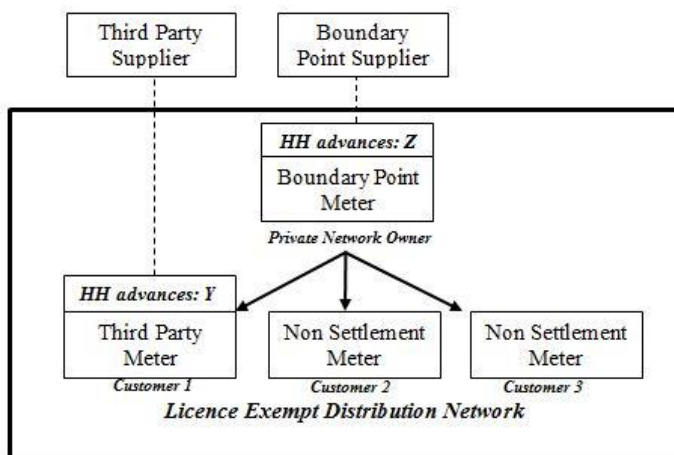 Third Party
Supplier
Boundary
Point Supplier
HH advances: Z
Boundary Point
Meter
Private Network Owner
HH advances: Y
Third Party
Meter
Customer 1
Non Settlement
Meter
Customer 2
Non Settlement
Meter
Customer 3
Licence Exempt Distribution Network